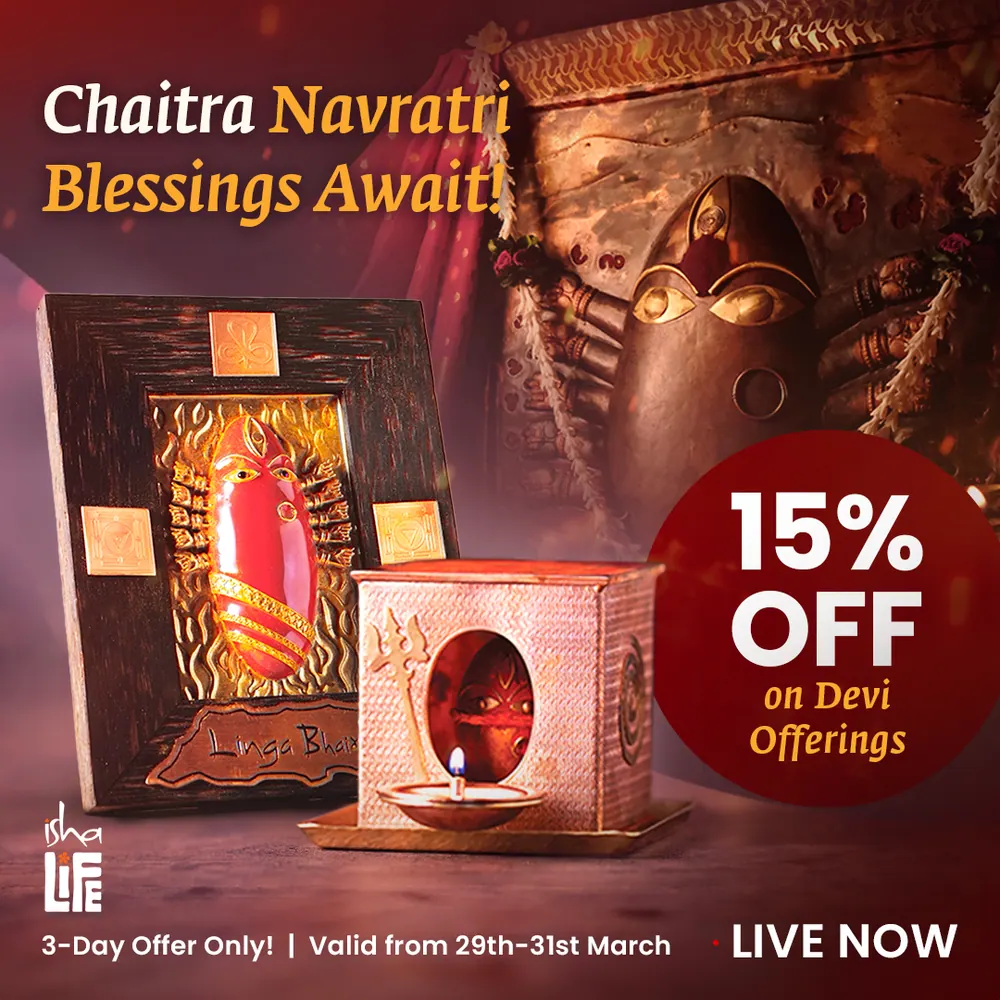 Chaitra Navratri
Blessings Await!
Linga
15%
OFF
on Devi
Offerings
isha
LIFE
3-Day Offer Only! | Valid from 29th-31st March
LIVE NOW